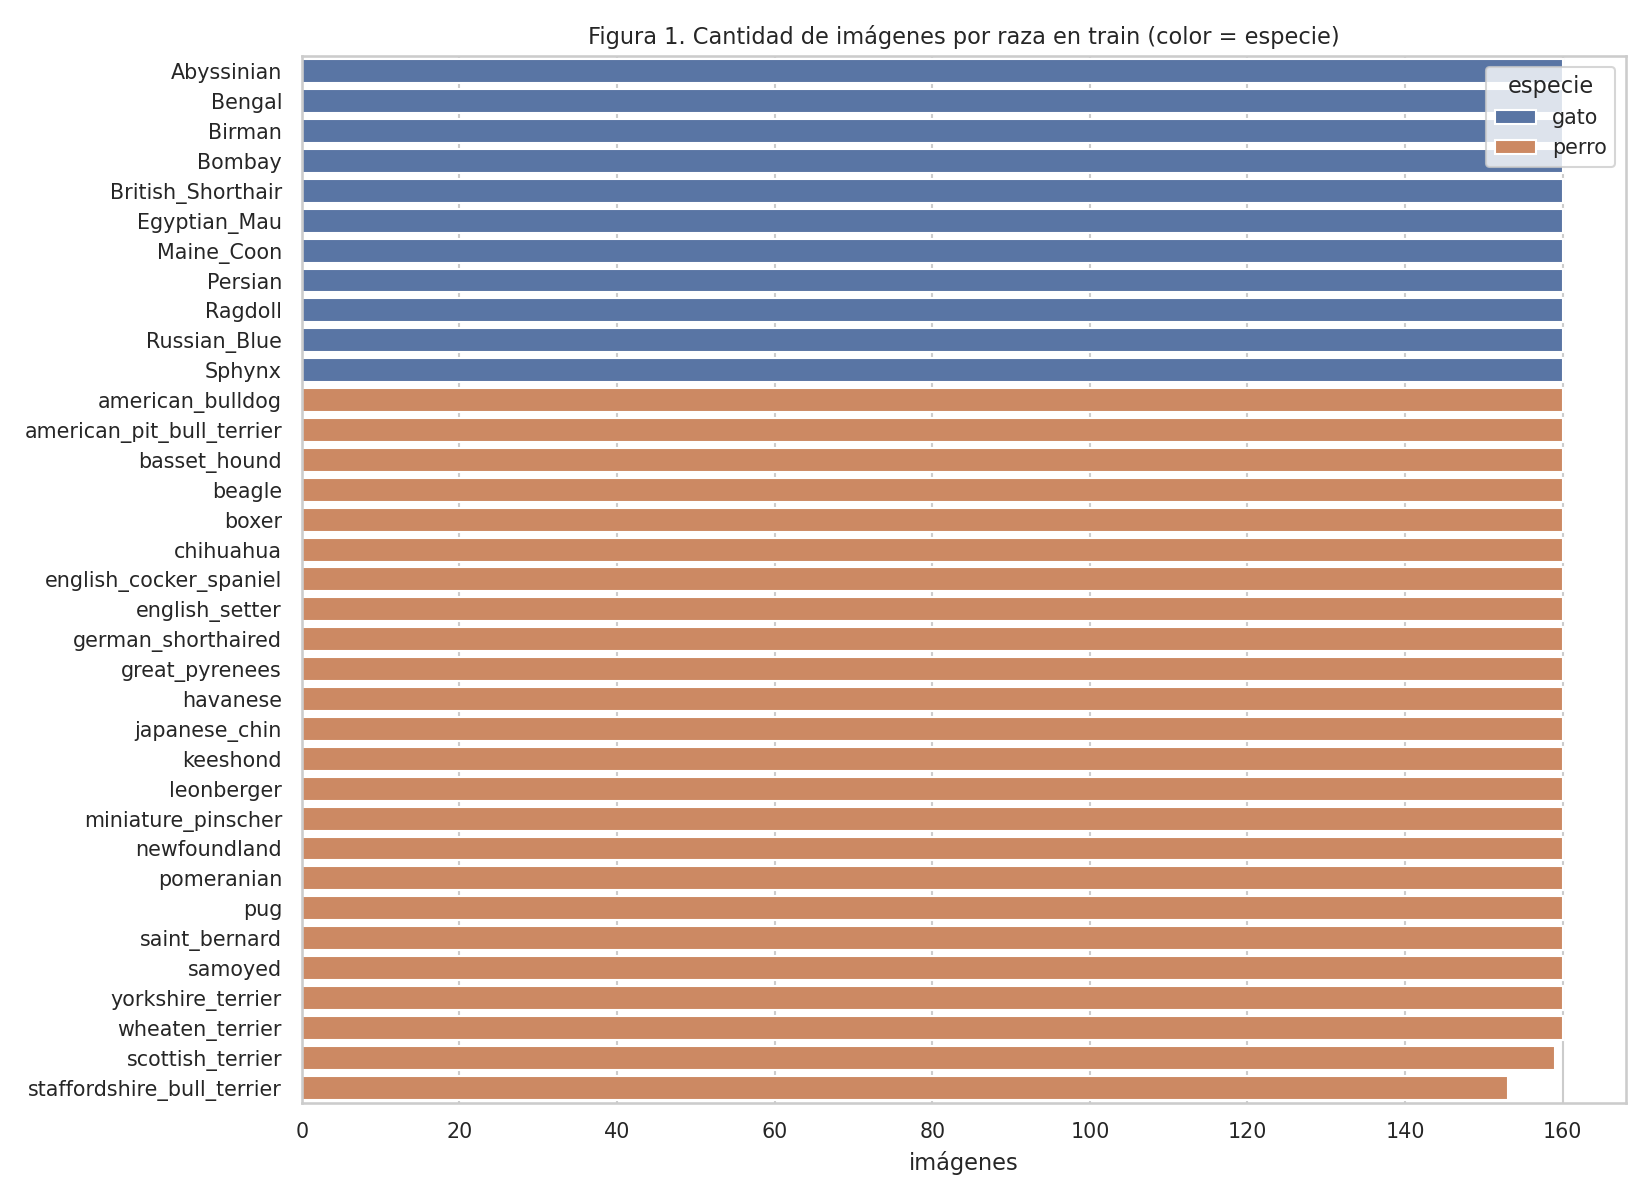 Figura 1. Cantidad de imágenes por raza en train (color = especie)
especie
gato
perro
Abyssinian
Bengal
Birman
Bombay
British_Shorthair
Egyptian_Mau
Maine_Coon
Persian
Ragdoll
Russian_Blue
Sphynx
american_bulldog
american_pit_bull_terrier
basset_hound
beagle
boxer
chihuahua
english_cocker_spaniel
english_setter
german_shorthaired
great_pyrenees
havanese
japanese_chin
keeshond
leonberger
miniature_pinscher
newfoundland
pomeranian
pug
saint_bernard
samoyed
yorkshire_terrier
wheaten_terrier
scottish_terrier
staffordshire_bull_terrier
0 20 40 60 80 100 120 140 160
imágenes